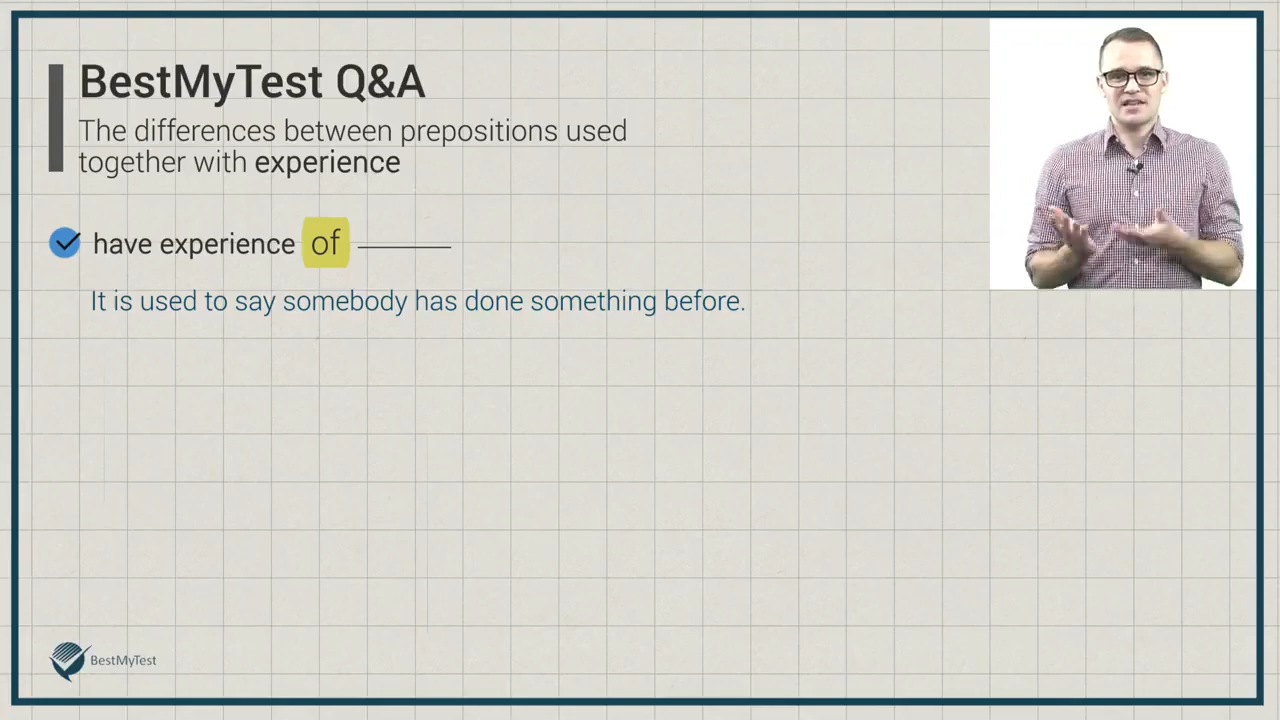 BestMyTest Q&A
The differences between prepositions used
together with experience
have experience of
It is used to say somebody has done something before.
BestMyTest